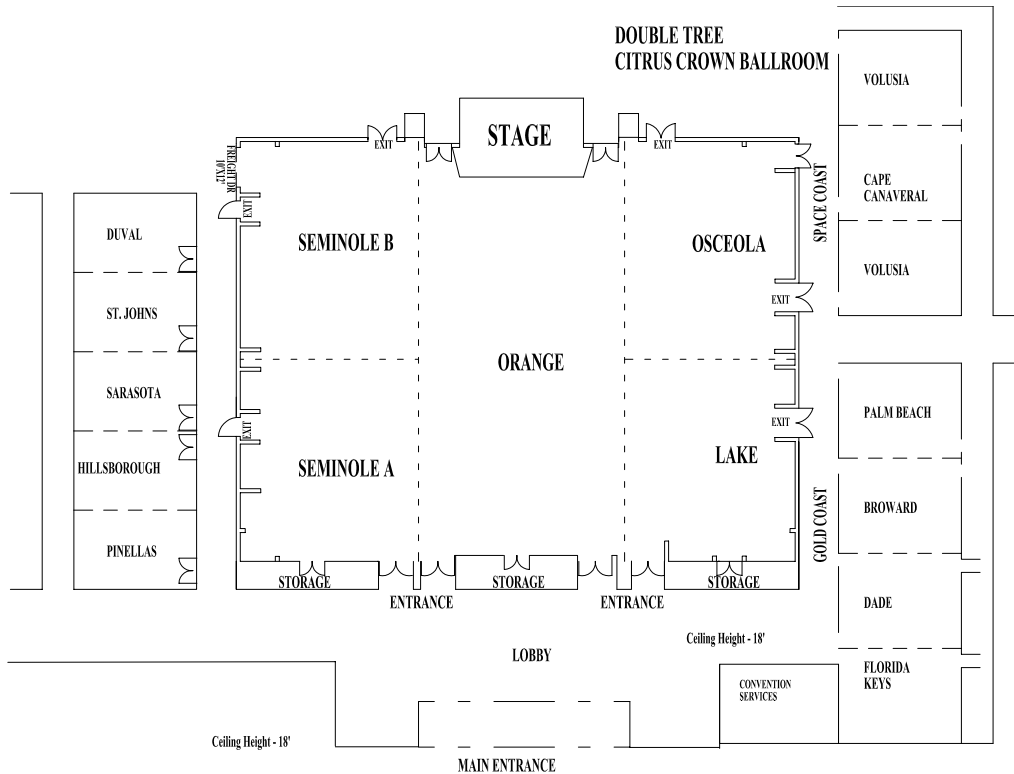 DOUBLE TREE
CITRUS CROWN BALLROOM
VOLUSIA
STAGE
EXIT
EXIT
FREIGHT DR
10'X12'
SPACE COAST
CAPE
CANAVERAL
EXIT
DUVAL
SEMINOLE B
OSCEOLA
VOLUSIA
EXIT
ST. JOHNS
ORANGE
SARASOTA
PALM BEACH
EXIT
EXIT
HILLSBOROUGH
SEMINOLE A
LAKE
GOLD COAST
BROWARD
PINELLAS
STORAGE
STORAGE
STORAGE
ENTRANCE
ENTRANCE
DADE
Ceiling Height - 18'
LOBBY
FLORIDA
KEYS
CONVENTION
SERVICES
Ceiling Height - 18'
MAIN ENTRANCE